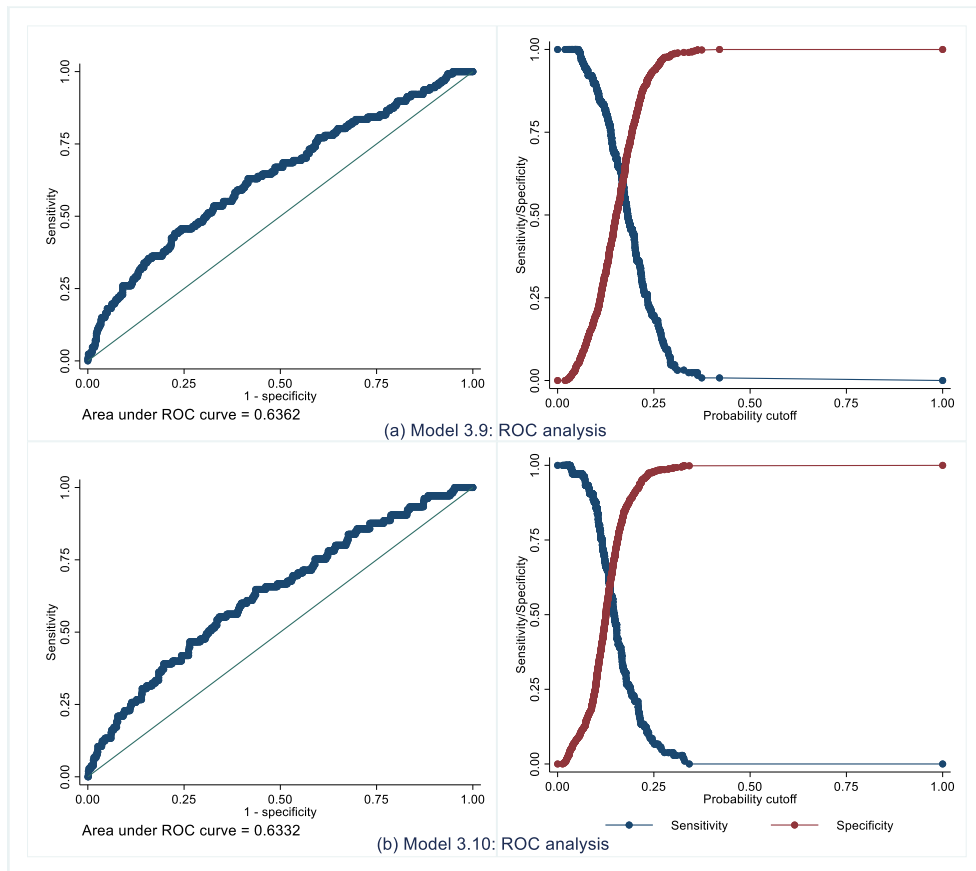 1.00
0.75
Sensitivity
0.50
0.25
0.00
0.00 0.25 0.50 0.75 1.00
1 - specificity
Area under ROC curve = 0.6362
1.00
0.75
Sensitivity/Specificity
0.50
0.25
0.00
0.00 0.25 0.50 0.75 1.00
Probability cutoff
(a) Model 3.9: ROC analysis
1.00
0.75
Sensitivity
0.50
0.25
0.00
0.00 0.25 0.50 0.75 1.00
1 - specificity
Area under ROC curve = 0.6332
1.00
0.75
Sensitivity/Specificity
0.50
0.25
0.00
0.00 0.25 0.50 0.75 1.00
Probability cutoff
Sensitivity Specificity
(b) Model 3.10: ROC analysis